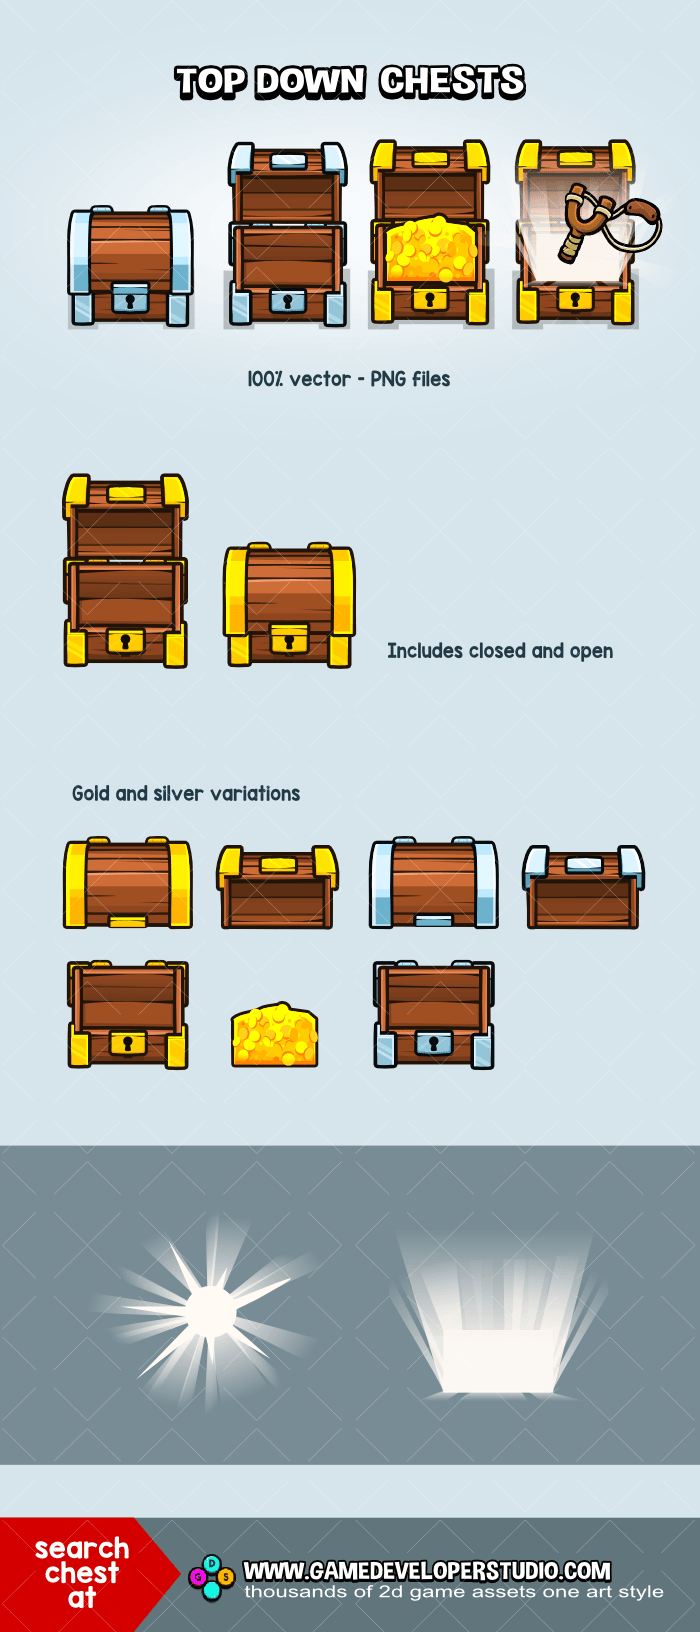 TOP DOWN CHESTS
100% vector - PNG files
Includes closed and open
Gold and silver variations
search
chest
at
D
G S
WWW.GAMEDEVELOPERSTUDIO.COM
thousands of 2d game assets one art style